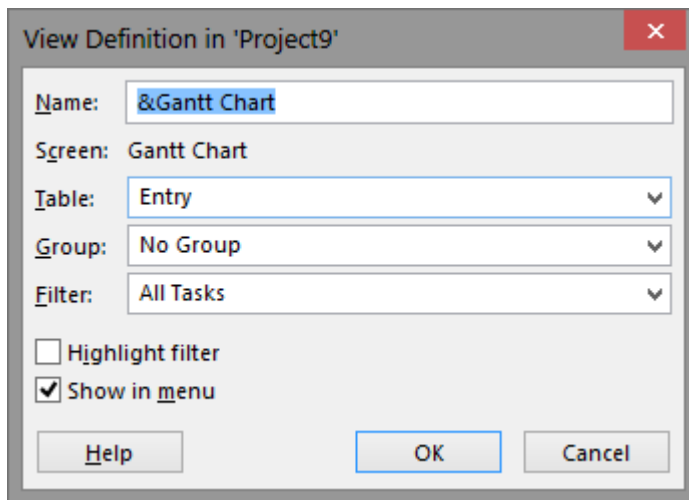 View Definition in 'Project9'
Name: &Gantt Chart
Screen: Gantt Chart
Table: Entry
Group: No Group
Filter: All Tasks
Highlight filter
Show in menu
Help OK Cancel